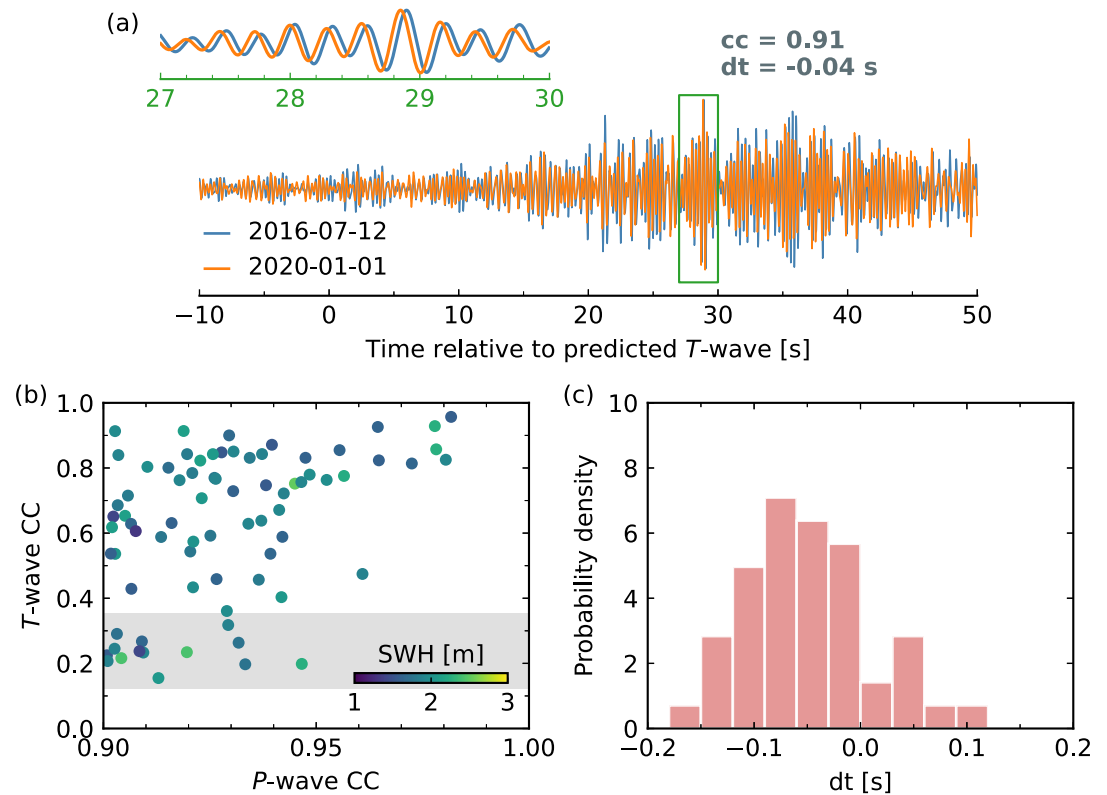 (a)
cc = 0.91
dt = -0.04 s
27 28 29 30
2016-07-12
2020-01-01
−10 0 10 20 30 40 50
Time relative to predicted T-wave [s]
(b)
1.0
0.8
0.6
0.4
0.2
0.0
T-wave CC
SWH [m]
1 2 3
0.90 0.95 1.00
P-wave CC
(c)
10
8
6
4
2
0
Probability density
−0.2 −0.1 0.0 0.1 0.2
dt [s]